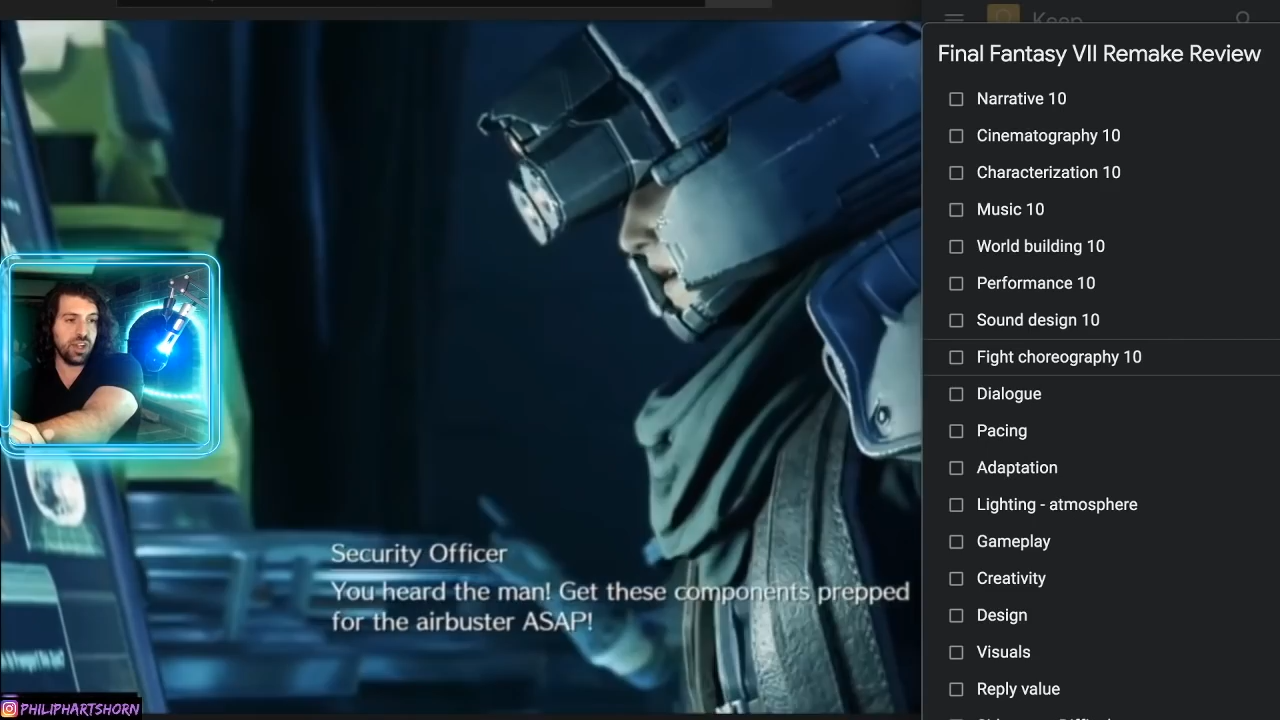 Keep
Final Fantasy VII Remake Review
Narrative 10
Cinematography 10
Characterization 10
Music 10
World building 10
Performance 10
Sound design 10
Fight choreography 10
Dialogue
Pacing
Adaptation
Lighting - atmosphere
Gameplay
Creativity
Design
Visuals
Reply value
Security Officer
You heard the man! Get these components prepped
for the airbuster ASAP!
PHILIPHARTSHORN